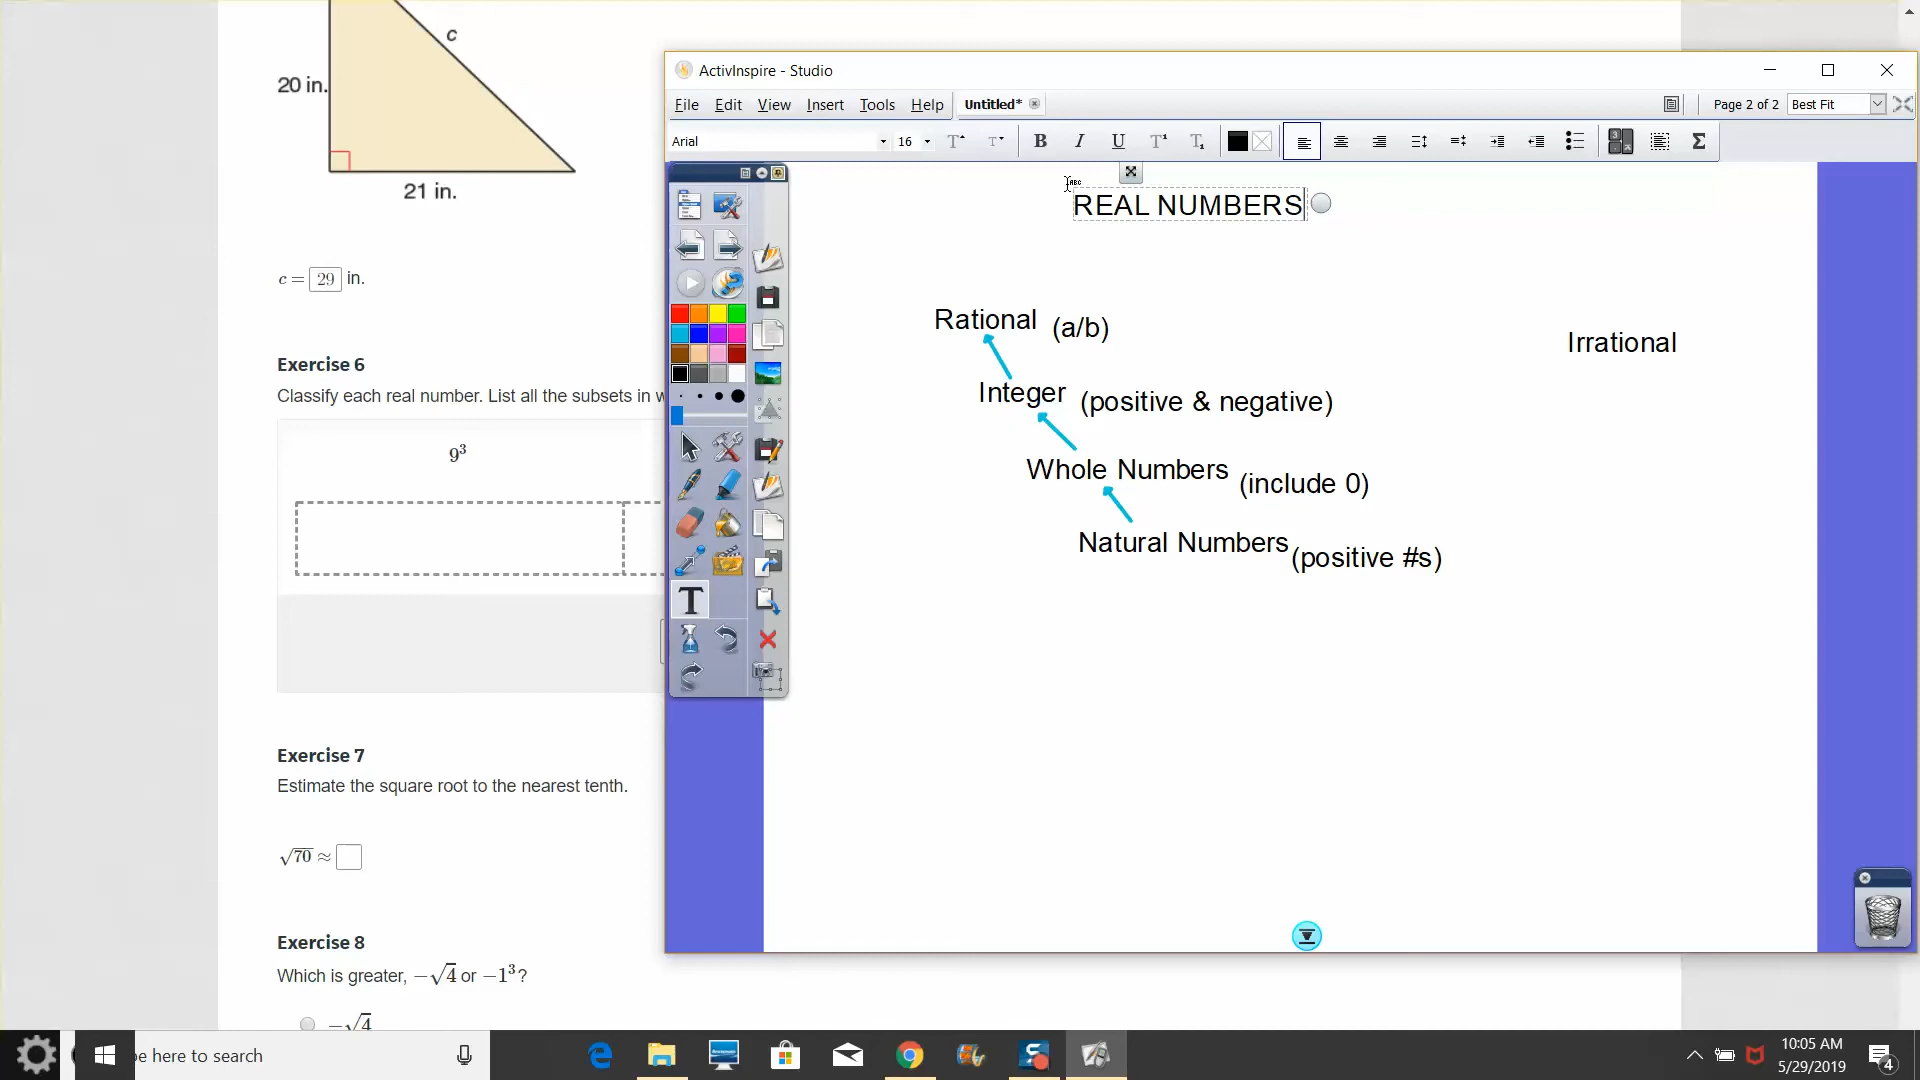 c
20 in.
21 in.
c = 29 in.
Exercise 6
Classify each real number. List all the subsets in w
9³
Exercise 7
Estimate the square root to the nearest tenth.
√70 ≈
Exercise 8
Which is greater, −√4 or −1³?
−√4
ActivInspire - Studio
File Edit View Insert Tools Help Untitled* Page 2 of 2 Best Fit
Arial 16 B I U Σ
REAL NUMBERS
Rational (a/b)
Irrational
Integer (positive & negative)
Whole Numbers (include 0)
Natural Numbers (positive #s)
T
pe here to search
10:05 AM
5/29/2019
4